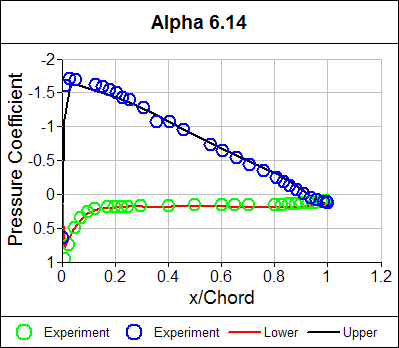 Alpha 6.14
Pressure Coefficient
-2
-1.5
-1
-0.5
0
0.5
1
0 0.2 0.4 0.6 0.8 1 1.2
x/Chord
Experiment Experiment Lower Upper